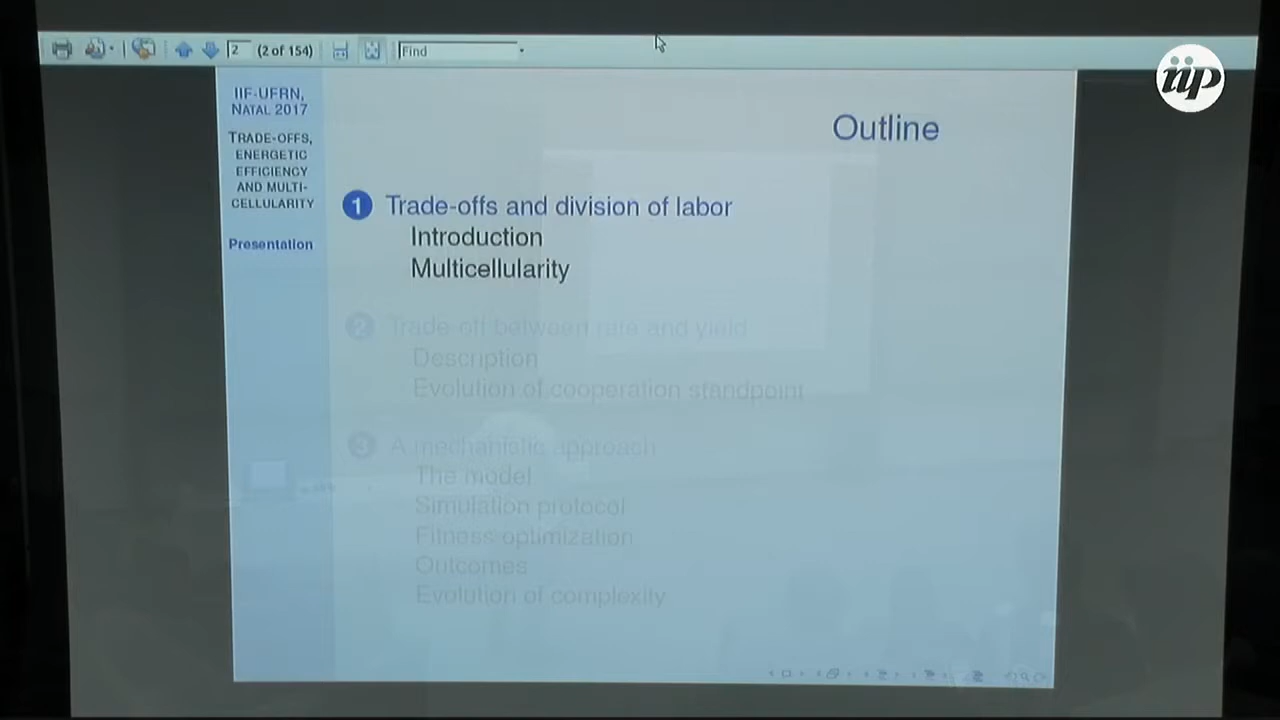 2 (2 of 154) Find
iip
IIF-UFRN,
NATAL 2017
TRADE-OFFS,
ENERGETIC
EFFICIENCY
AND MULTI-
CELLULARITY
Presentation
Outline
1 Trade-offs and division of labor
Introduction
Multicellularity
2 Trade-off between rate and yield
Description
Evolution of cooperation standpoint
3 A mechanistic approach
The model
Simulation protocol
Fitness optimization
Outcomes
Evolution of complexity